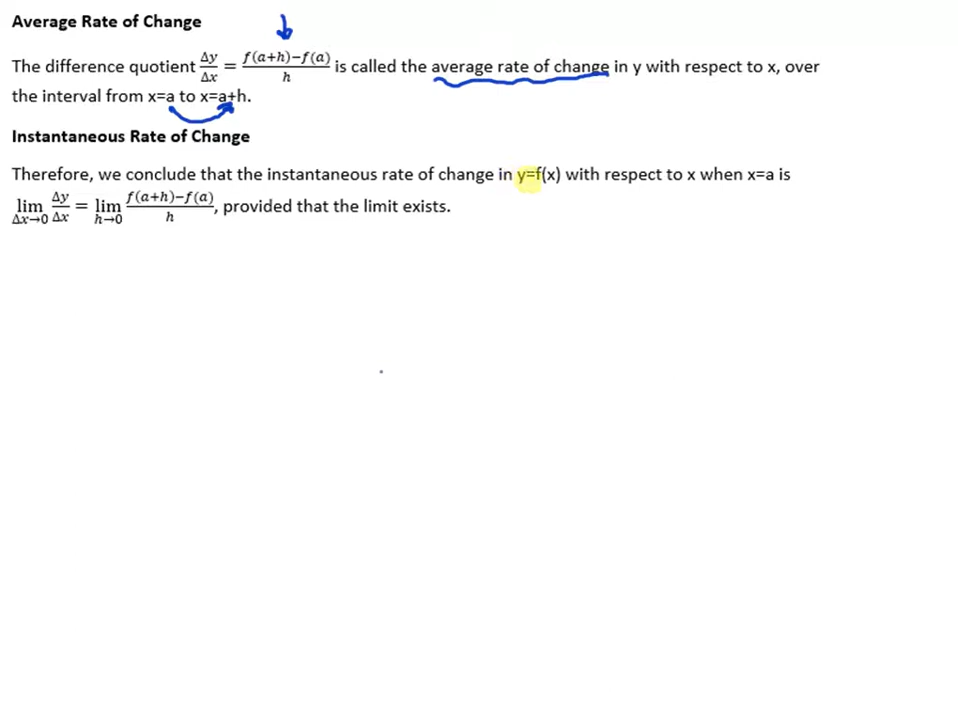 Average Rate of Change
The difference quotient Δy/Δx = f(a+h)−f(a)/h is called the average rate of change in y with respect to x, over
the interval from x=a to x=a+h.
Instantaneous Rate of Change
Therefore, we conclude that the instantaneous rate of change in y=f(x) with respect to x when x=a is
lim Δx→0 Δy/Δx = lim h→0 f(a+h)−f(a)/h, provided that the limit exists.